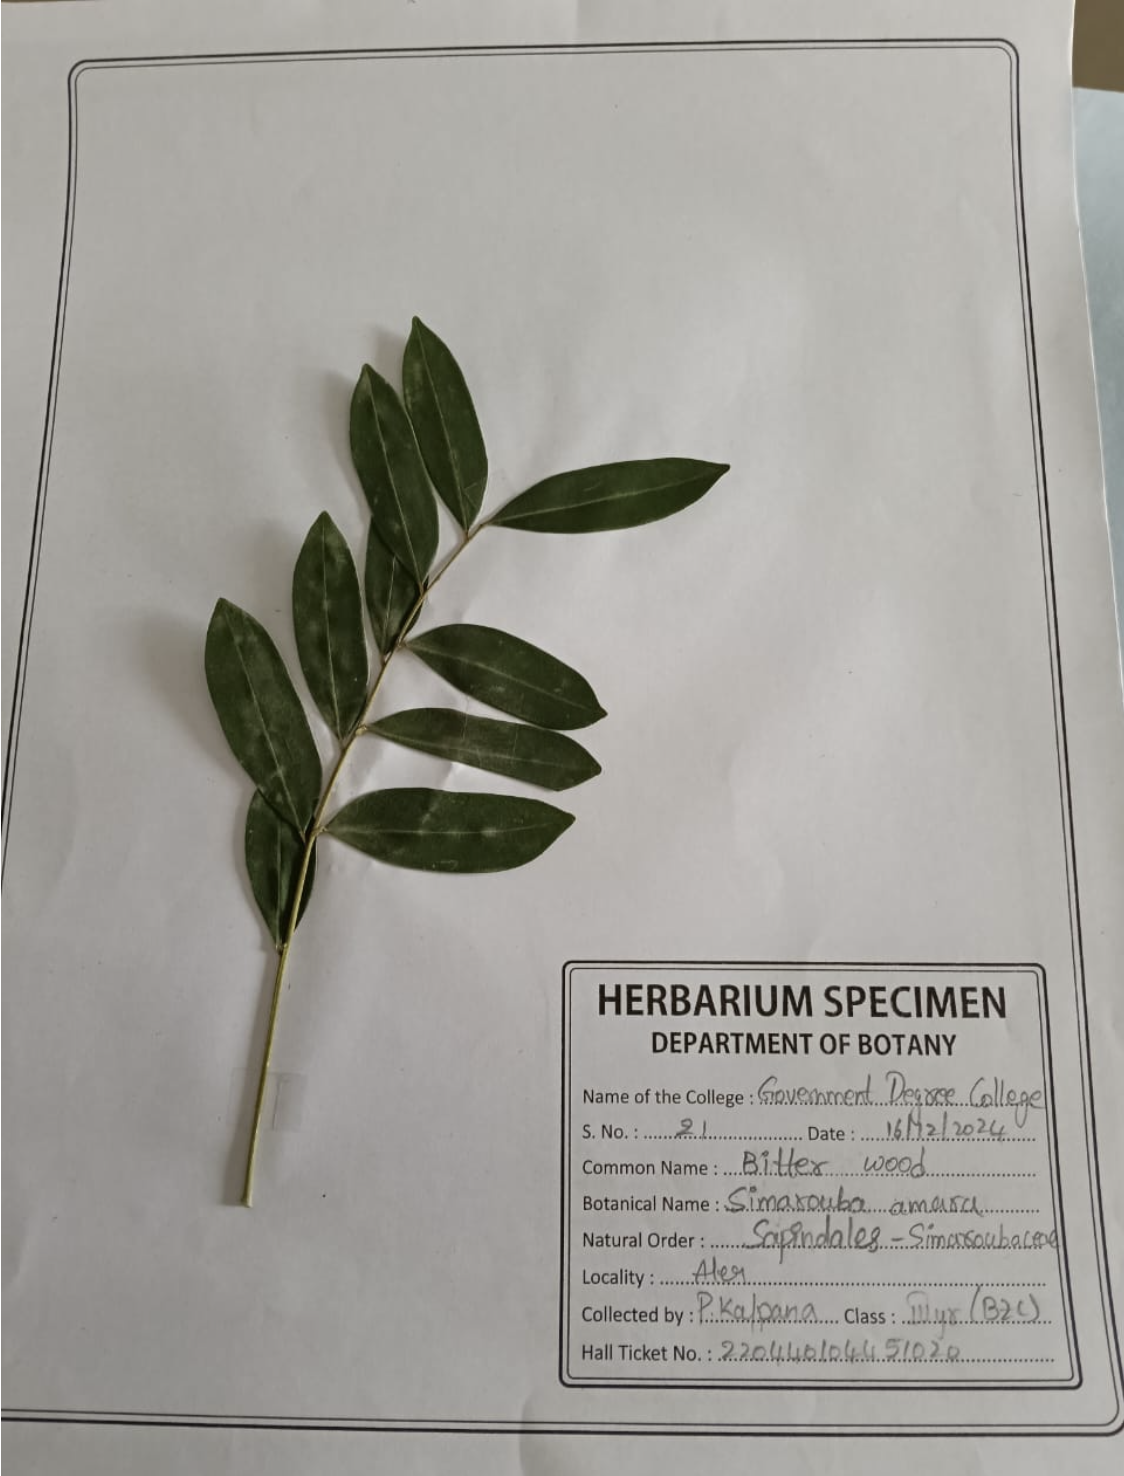 HERBARIUM SPECIMEN
DEPARTMENT OF BOTANY
Name of the College : Government Degree College
S. No. : 21 Date : 16/12/2024
Common Name : Bitter wood
Botanical Name : Simarouba amara
Natural Order : Sapindales - Simaroubaceae
Locality : Aler
Collected by : P. Kalpana Class : III yr (BZC)
Hall Ticket No. : 220440104451020